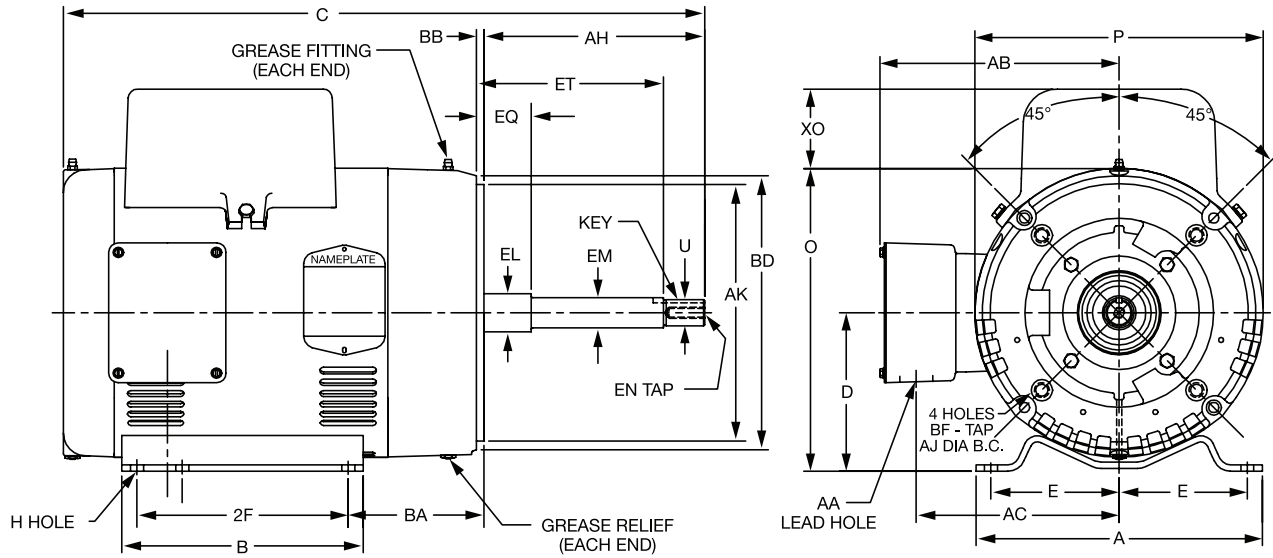 C
BB
AH
GREASE FITTING
(EACH END)
ET
EQ
KEY
U
EL
EM
AK
BD
NAMEPLATE
EN TAP
H HOLE
2F
BA
B
GREASE RELIEF
(EACH END)
P
AB
45°
45°
XO
O
D
4 HOLES
BF - TAP
AJ DIA B.C.
AA
LEAD HOLE
E
E
AC
A